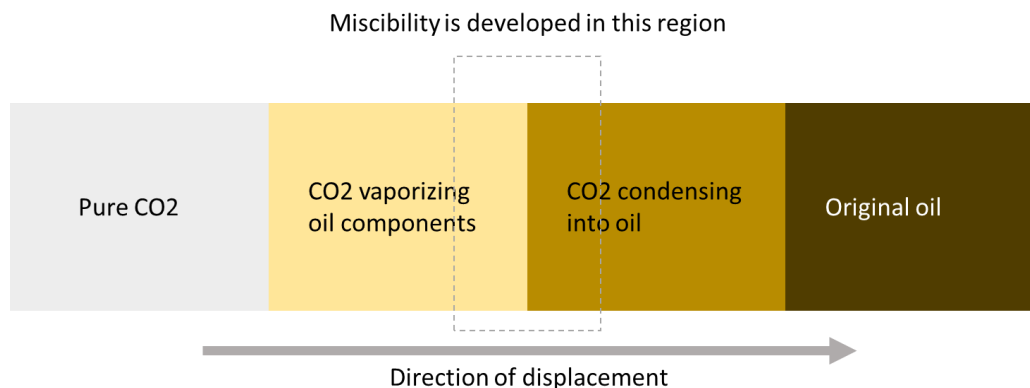 Miscibility is developed in this region
Pure CO2
CO2 vaporizing
oil components
CO2 condensing
into oil
Original oil
Direction of displacement